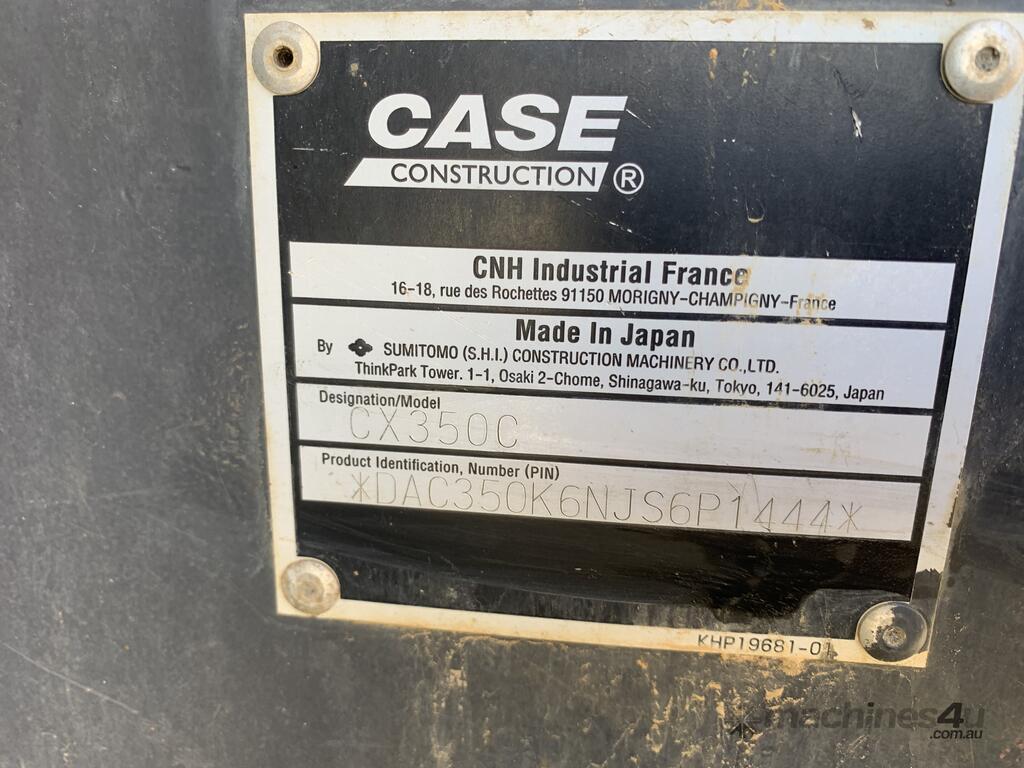 CASE
CONSTRUCTION ®
CNH Industrial France
16-18, rue des Rochettes 91150 MORIGNY-CHAMPIGNY-France
Made In Japan
By SUMITOMO (S.H.I.) CONSTRUCTION MACHINERY CO.,LTD.
ThinkPark Tower. 1-1, Osaki 2-Chome, Shinagawa-ku, Tokyo, 141-6025, Japan
Designation/Model
CX350C
Product Identification, Number (PIN)
*DAC350K6NJS6P1444*
KHP19681-01
machines4u
.com.au